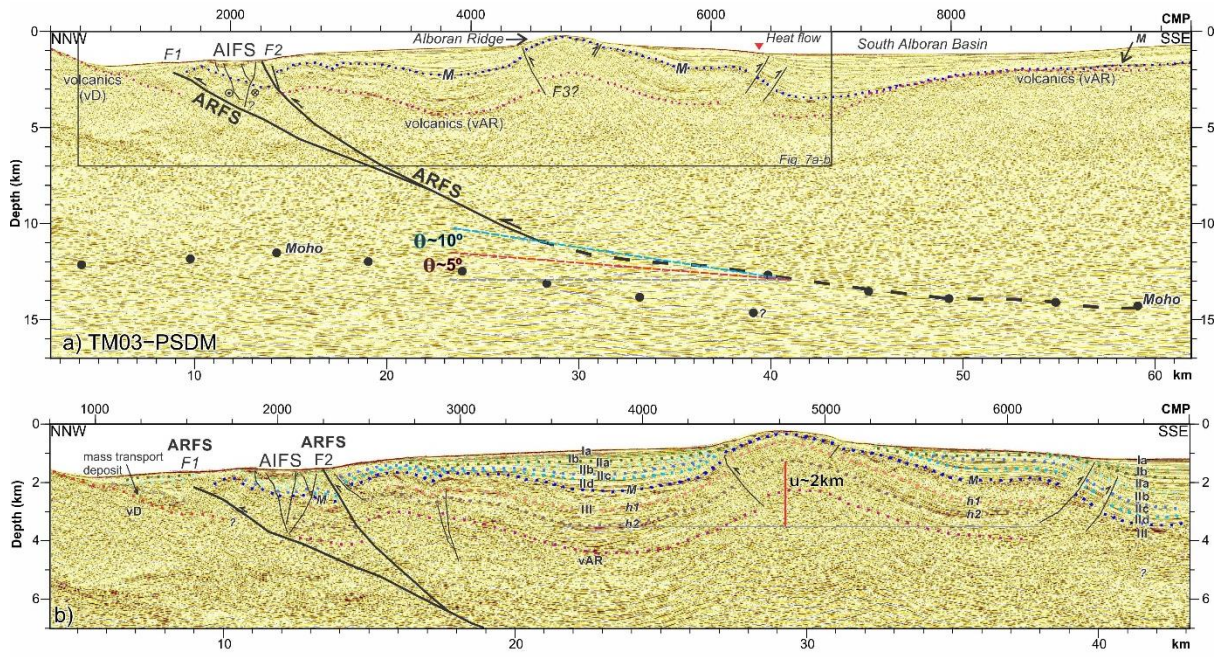 2000 4000 6000 8000 CMP
0 NNW F1 AIFS F2 Alboran Ridge Heat flow South Alboran Basin M SSE 0
volcanics (vD)
M
M
F3?
volcanics (vAR)
volcanics (vAR)
?
ARFS
5 5
Fig. 7a-b
ARFS
Depth (km)
10 10
θ~10º
Moho
θ~5º
Moho
?
15 15
a) TM03-PSDM
10 20 30 40 50 60 km
1000 2000 3000 4000 5000 6000 CMP
0 NNW SSE 0
ARFS F1 AIFS ARFS F2
mass transport deposit
Ia
Ib
IIa
IIb
IIc
IId
M
III
h1
h2
vAR
u~2km
M
h1
h2
Ia
Ib
IIa
IIb
IIc
IId
III
?
2 2
vD
?
M
Depth (km)
4 4
6 6
b)
10 20 30 40 km